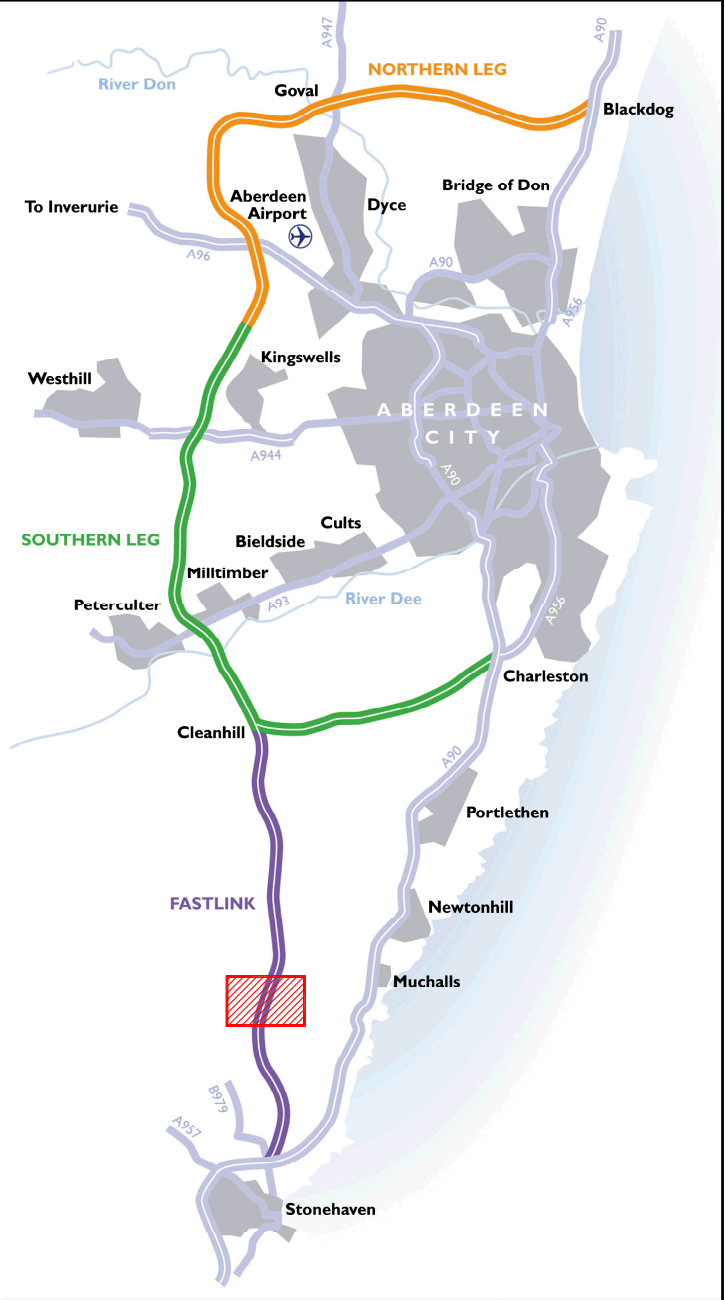 A947
A90
NORTHERN LEG
River Don
Goval
Blackdog
Bridge of Don
Aberdeen
Airport
Dyce
To Inverurie
A96
A90
A956
Kingswells
Westhill
ABERDEEN
CITY
A944
A90
SOUTHERN LEG
Cults
Bieldside
Milltimber
Peterculter
A93
River Dee
A956
Charleston
Cleanhill
A90
Portlethen
FASTLINK
Newtonhill
Muchalls
B979
A957
Stonehaven